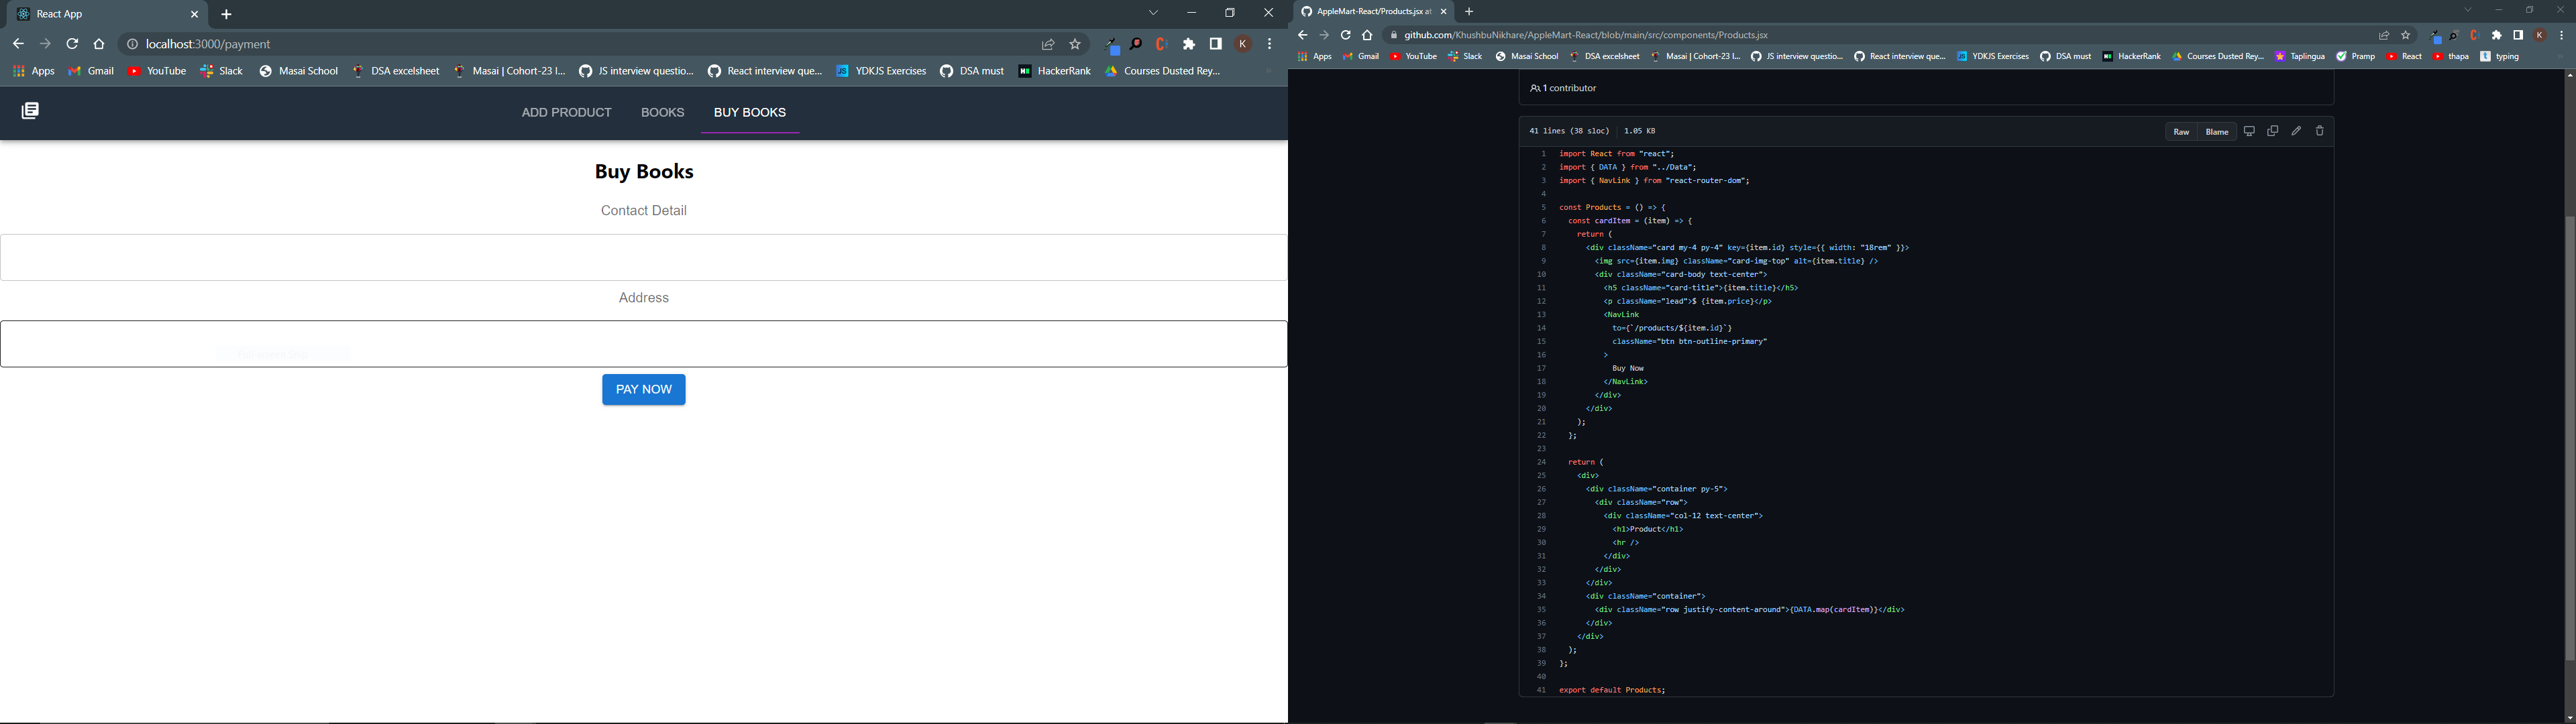 React App
localhost:3000/payment
K
Apps Gmail YouTube Slack Masai School DSA excelsheet Masai | Cohort-23 I... JS interview questio... React interview que... YDKJS Exercises DSA must HackerRank Courses Dusted Rey...
ADD PRODUCT BOOKS BUY BOOKS
Buy Books
Contact Detail
Address
PAY NOW
AppleMart-React/Products.jsx at
github.com/KhushbuNikhare/AppleMart-React/blob/main/src/components/Products.jsx
K
Apps Gmail YouTube Slack Masai School DSA excelsheet Masai | Cohort-23 I... JS interview questio... React interview que... YDKJS Exercises DSA must HackerRank Courses Dusted Rey... Taplingua Pramp React thapa typing
1 contributor
41 lines (38 sloc) 1.05 KB
Raw Blame
1 import React from "react";
2 import { DATA } from "../Data";
3 import { NavLink } from "react-router-dom";
4
5 const Products = () => {
6 const cardItem = (item) => {
7 return (
8 <div className="card my-4 py-4" key={item.id} style={{ width: "18rem" }}>
9 <img src={item.img} className="card-img-top" alt={item.title} />
10 <div className="card-body text-center">
11 <h5 className="card-title">{item.title}</h5>
12 <p className="lead">$ {item.price}</p>
13 <NavLink
14 to={`/products/${item.id}`}
15 className="btn btn-outline-primary"
16 >
17 Buy Now
18 </NavLink>
19 </div>
20 </div>
21 );
22 };
23
24 return (
25 <div>
26 <div className="container py-5">
27 <div className="row">
28 <div className="col-12 text-center">
29 <h1>Product</h1>
30 <hr />
31 </div>
32 </div>
33 </div>
34 <div className="container">
35 <div className="row justify-content-around">{DATA.map(cardItem)}</div>
36 </div>
37 </div>
38 );
39 };
40
41 export default Products;